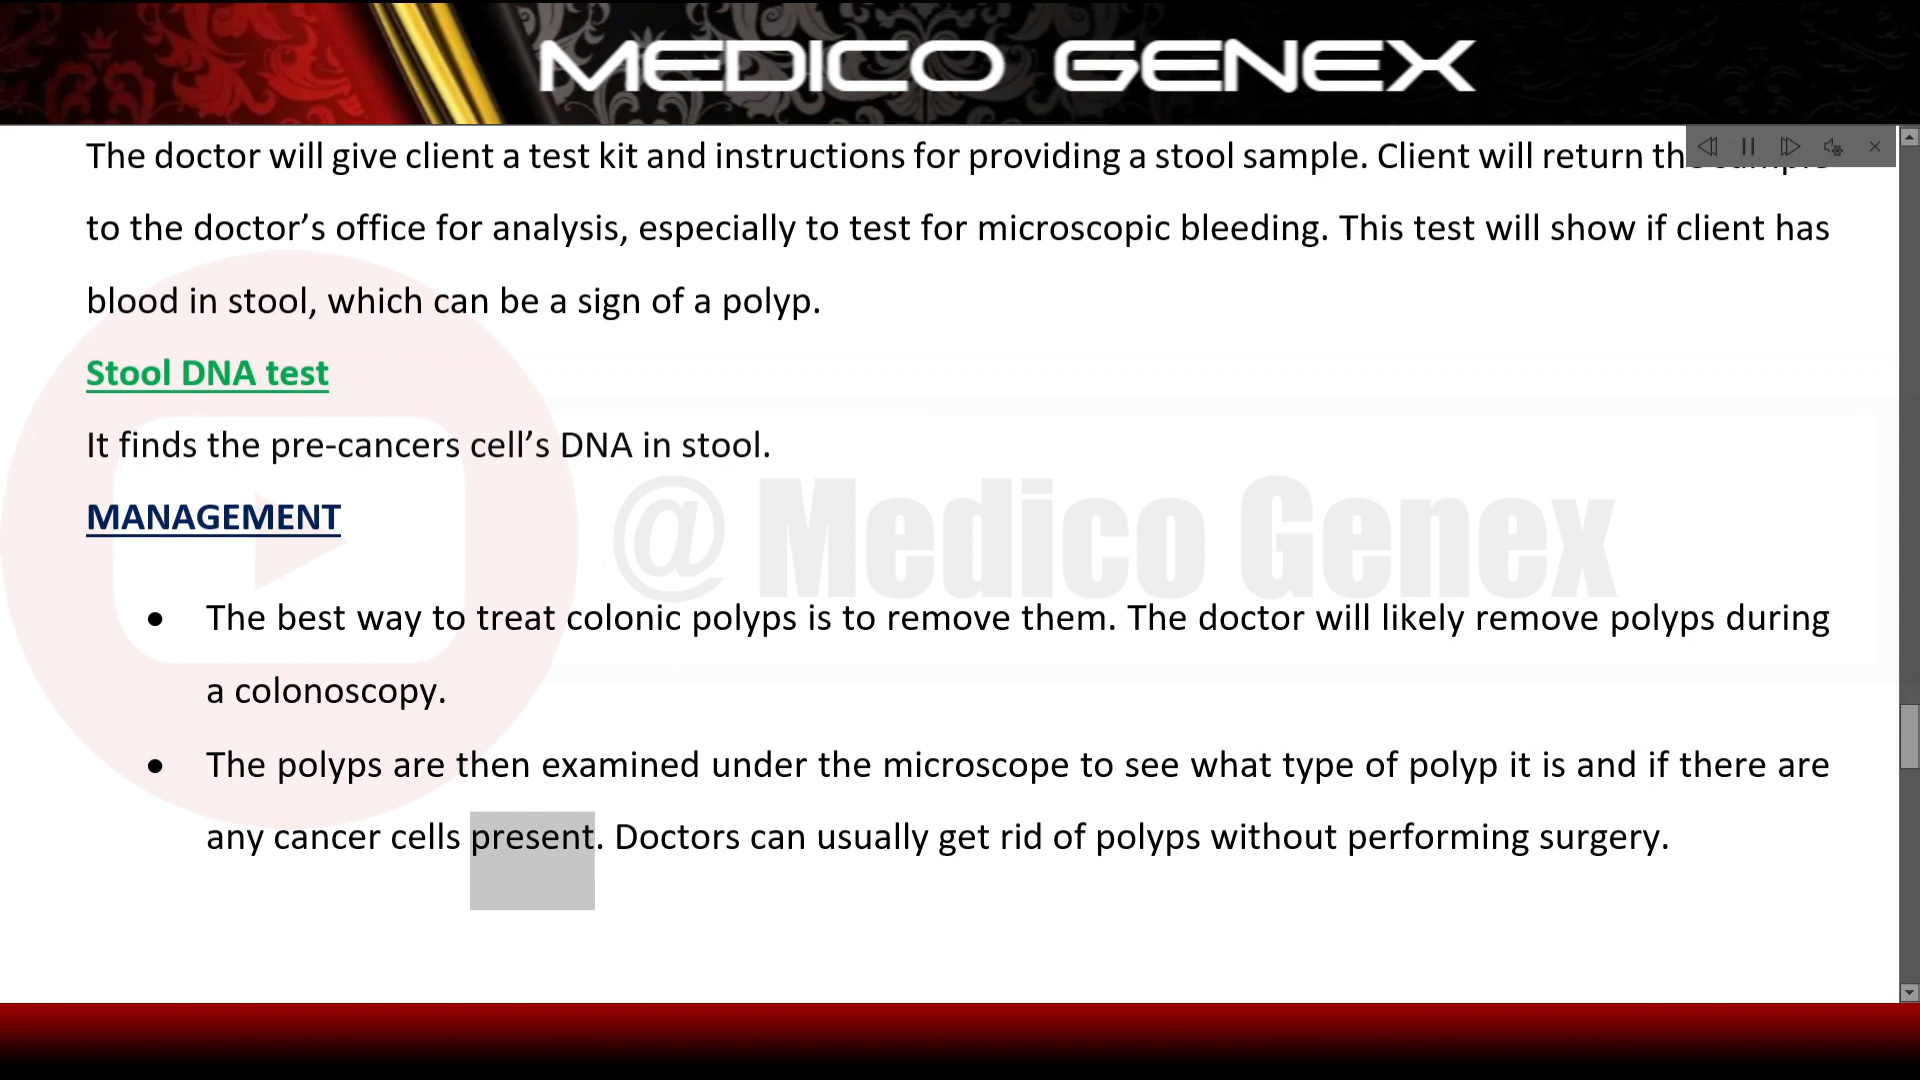 MEDICO GENEX
The doctor will give client a test kit and instructions for providing a stool sample. Client will return the sample
to the doctor’s office for analysis, especially to test for microscopic bleeding. This test will show if client has
blood in stool, which can be a sign of a polyp.
Stool DNA test
It finds the pre-cancers cell’s DNA in stool.
MANAGEMENT
@Medico Genex
• The best way to treat colonic polyps is to remove them. The doctor will likely remove polyps during
a colonoscopy.
• The polyps are then examined under the microscope to see what type of polyp it is and if there are
any cancer cells present. Doctors can usually get rid of polyps without performing surgery.